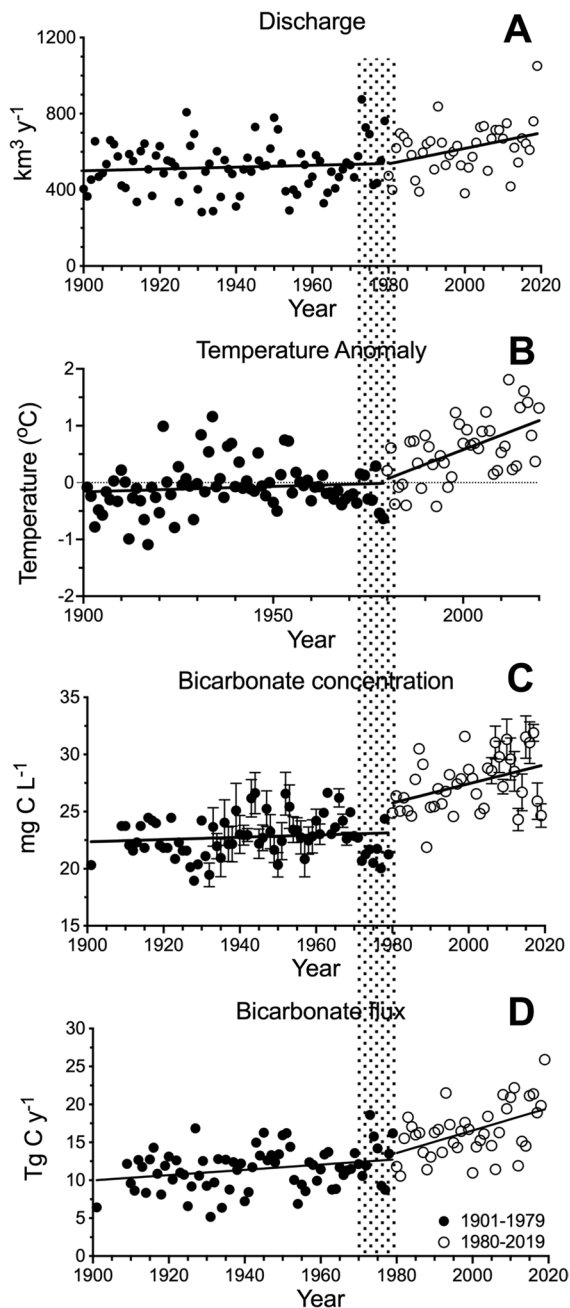 Discharge
A
1200
800
400
0
km³ y⁻¹
1900 1920 1940 1960 1980 2000 2020
Year
Temperature Anomaly
B
2
1
0
-1
-2
Temperature (ºC)
1900 1950 2000
Year
Bicarbonate concentration
C
35
30
25
20
15
mg C L⁻¹
1900 1920 1940 1960 1980 2000 2020
Year
Bicarbonate flux
D
30
25
20
15
10
5
0
Tg C y⁻¹
1901-1979
1980-2019
1900 1920 1940 1960 1980 2000 2020
Year